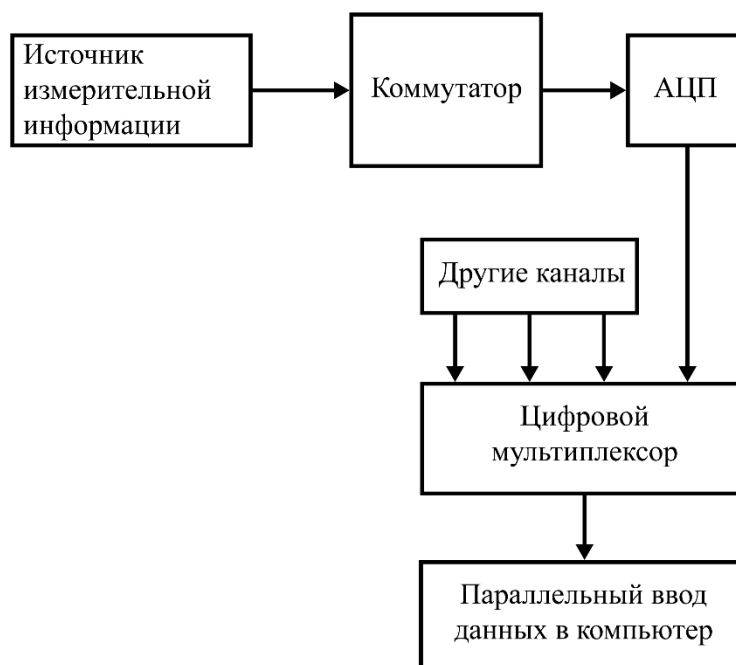 Источник
измерительной
информации
Коммутатор
АЦП
Другие каналы
Цифровой
мультиплексор
Параллельный ввод
данных в компьютер